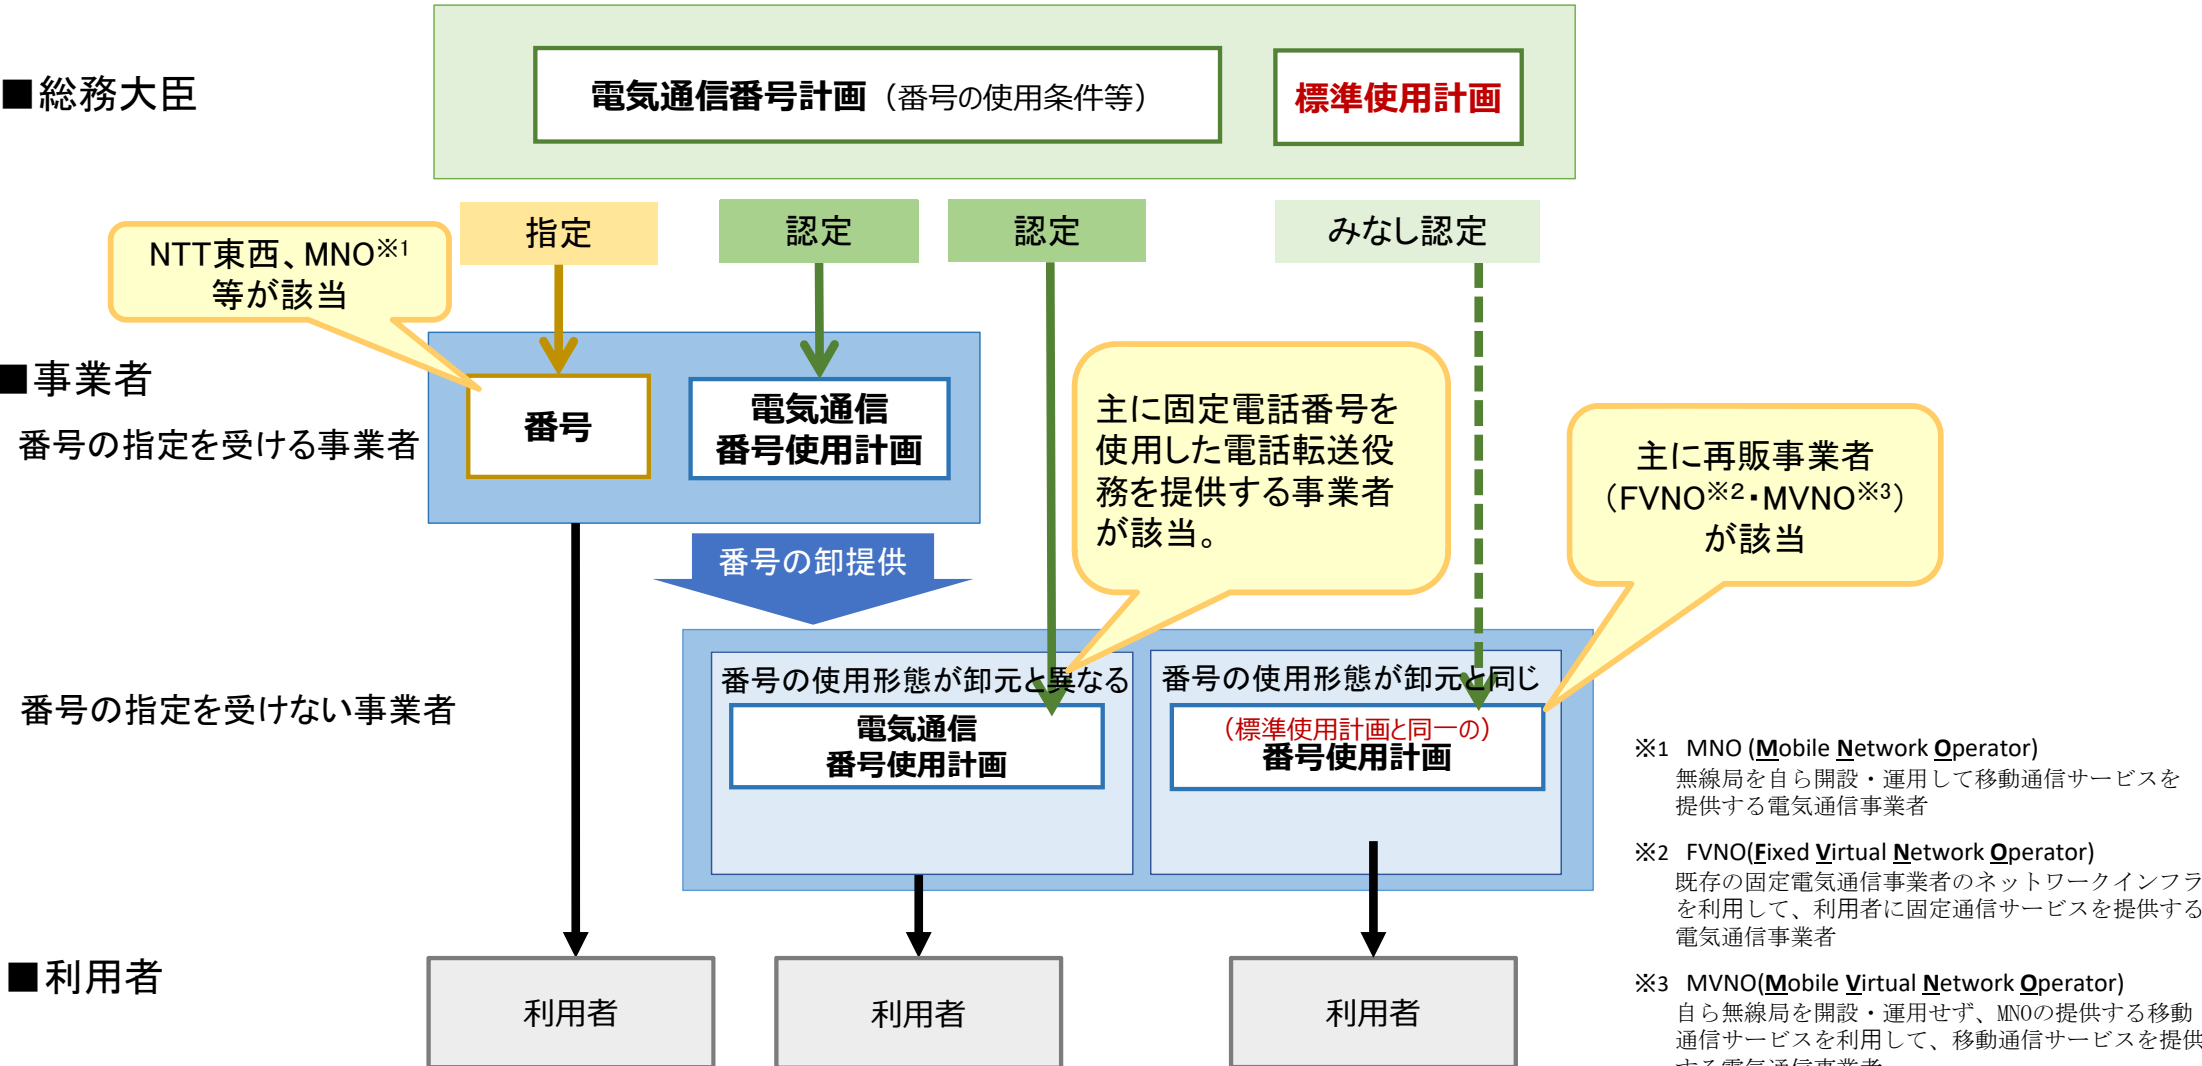 ■総務大臣
電気通信番号計画（番号の使用条件等）
標準使用計画
指定
認定
認定
みなし認定
NTT東西、MNO※1
等が該当
■事業者
番号の指定を受ける事業者
番号
電気通信
番号使用計画
主に固定電話番号を
使用した電話転送役
務を提供する事業者
が該当。
主に再販事業者
（FVNO※2・MVNO※3）
が該当
番号の卸提供
番号の指定を受けない事業者
番号の使用形態が卸元と異なる
電気通信
番号使用計画
番号の使用形態が卸元と同じ
（標準使用計画と同一の）
番号使用計画
※1 MNO (Mobile Network Operator)
無線局を自ら開設・運用して移動通信サービスを
提供する電気通信事業者
※2 FVNO(Fixed Virtual Network Operator)
既存の固定電気通信事業者のネットワークインフラ
を利用して、利用者に固定通信サービスを提供する
電気通信事業者
※3 MVNO(Mobile Virtual Network Operator)
自ら無線局を開設・運用せず、MNOの提供する移動
通信サービスを利用して、移動通信サービスを提供
する電気通信事業者
■利用者
利用者
利用者
利用者